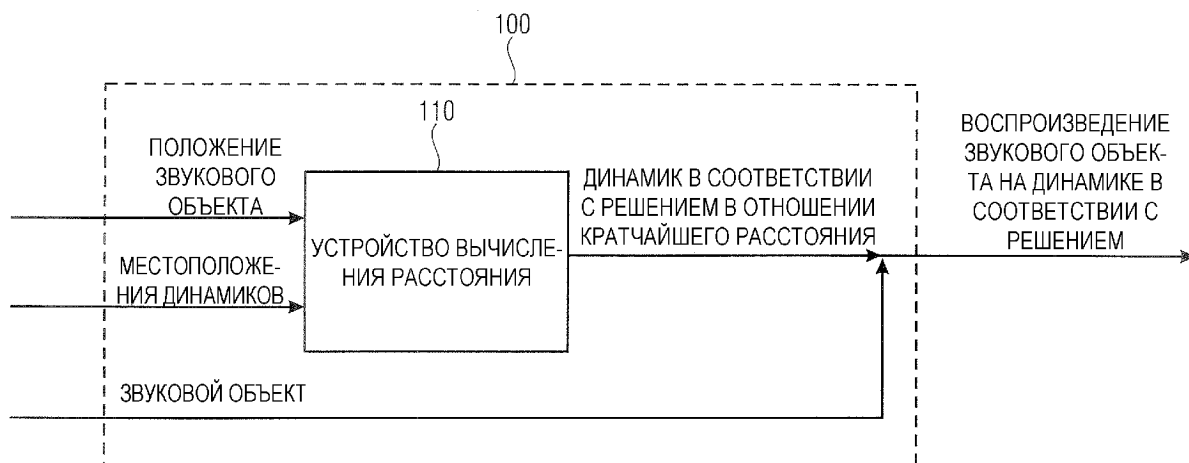 100
110
ПОЛОЖЕНИЕ
ЗВУКОВОГО
ОБЪЕКТА
МЕСТОПОЛОЖЕ-
НИЯ ДИНАМИКОВ
УСТРОЙСТВО ВЫЧИСЛЕ-
НИЯ РАССТОЯНИЯ
ДИНАМИК В СООТВЕТСТВИИ
С РЕШЕНИЕМ В ОТНОШЕНИИ
КРАТЧАЙШЕГО РАССТОЯНИЯ
ВОСПРОИЗВЕДЕНИЕ
ЗВУКОВОГО ОБЪЕК-
ТА НА ДИНАМИКЕ В
СООТВЕТСТВИИ С
РЕШЕНИЕМ
ЗВУКОВОЙ ОБЪЕКТ